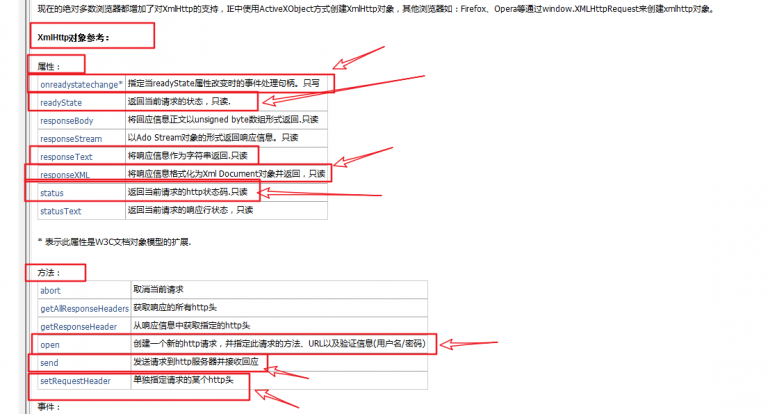 现在的绝对多数浏览器都增加了对XmlHttp的支持，IE中使用ActiveXObject方式创建XmlHttp对象，其他浏览器如：Firefox、Opera等通过window.XMLHttpRequest来创建xmlhttp对象。
XmlHttp对象参考：
属性：
onreadystatechange* 指定当readyState属性改变时的事件处理句柄。只写
readyState 返回当前请求的状态，只读.
responseBody 将回应信息正文以unsigned byte数组形式返回.只读
responseStream 以Ado Stream对象的形式返回响应信息。只读
responseText 将响应信息作为字符串返回.只读
responseXML 将响应信息格式化为Xml Document对象并返回，只读
status 返回当前请求的http状态码.只读
statusText 返回当前请求的响应行状态，只读
* 表示此属性是W3C文档对象模型的扩展.
方法：
abort 取消当前请求
getAllResponseHeaders 获取响应的所有http头
getResponseHeader 从响应信息中获取指定的http头
open 创建一个新的http请求，并指定此请求的方法、URL以及验证信息(用户名/密码)
send 发送请求到http服务器并接收回应
setRequestHeader 单独指定请求的某个http头
事件：